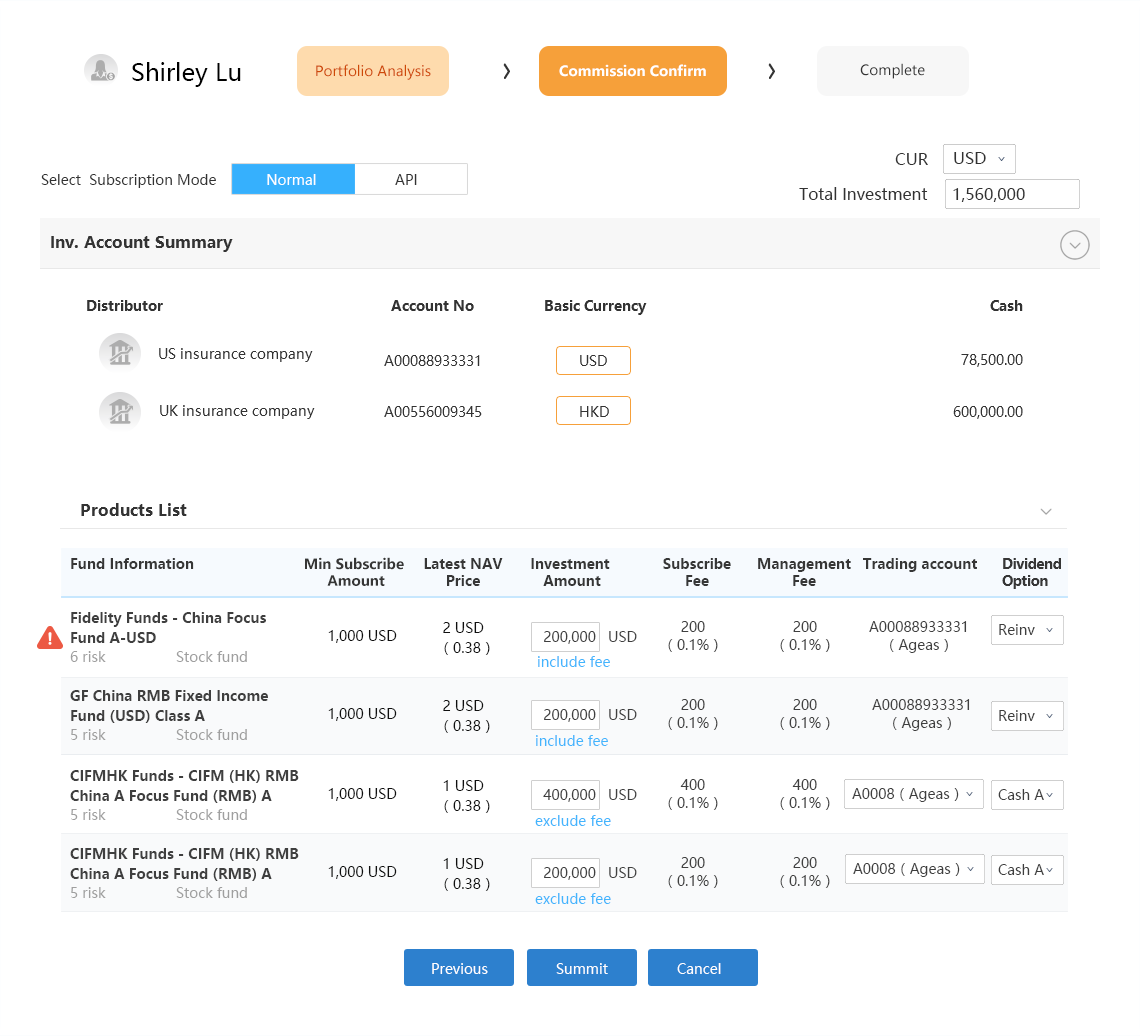 Shirley Lu
Portfolio Analysis
Commission Confirm
Complete
CUR USD
Select Subscription Mode Normal API
Total Investment 1,560,000
Inv. Account Summary
Distributor Account No Basic Currency Cash
US insurance company A00088933331 USD 78,500.00
UK insurance company A00556009345 HKD 600,000.00
Products List
Fund Information Min Subscribe Amount Latest NAV Price Investment Amount Subscribe Fee Management Fee Trading account Dividend Option
Fidelity Funds - China Focus
Fund A-USD
6 risk Stock fund
1,000 USD
2 USD
( 0.38 )
200,000 USD
include fee
200
( 0.1% )
200
( 0.1% )
A00088933331
( Ageas )
Reinv
GF China RMB Fixed Income
Fund (USD) Class A
5 risk Stock fund
1,000 USD
2 USD
( 0.38 )
200,000 USD
include fee
200
( 0.1% )
200
( 0.1% )
A00088933331
( Ageas )
Reinv
CIFMHK Funds - CIFM (HK) RMB
China A Focus Fund (RMB) A
5 risk Stock fund
1,000 USD
1 USD
( 0.38 )
400,000 USD
exclude fee
400
( 0.1% )
400
( 0.1% )
A0008 ( Ageas )
Cash A
CIFMHK Funds - CIFM (HK) RMB
China A Focus Fund (RMB) A
5 risk Stock fund
1,000 USD
1 USD
( 0.38 )
200,000 USD
exclude fee
200
( 0.1% )
200
( 0.1% )
A0008 ( Ageas )
Cash A
Previous Summit Cancel